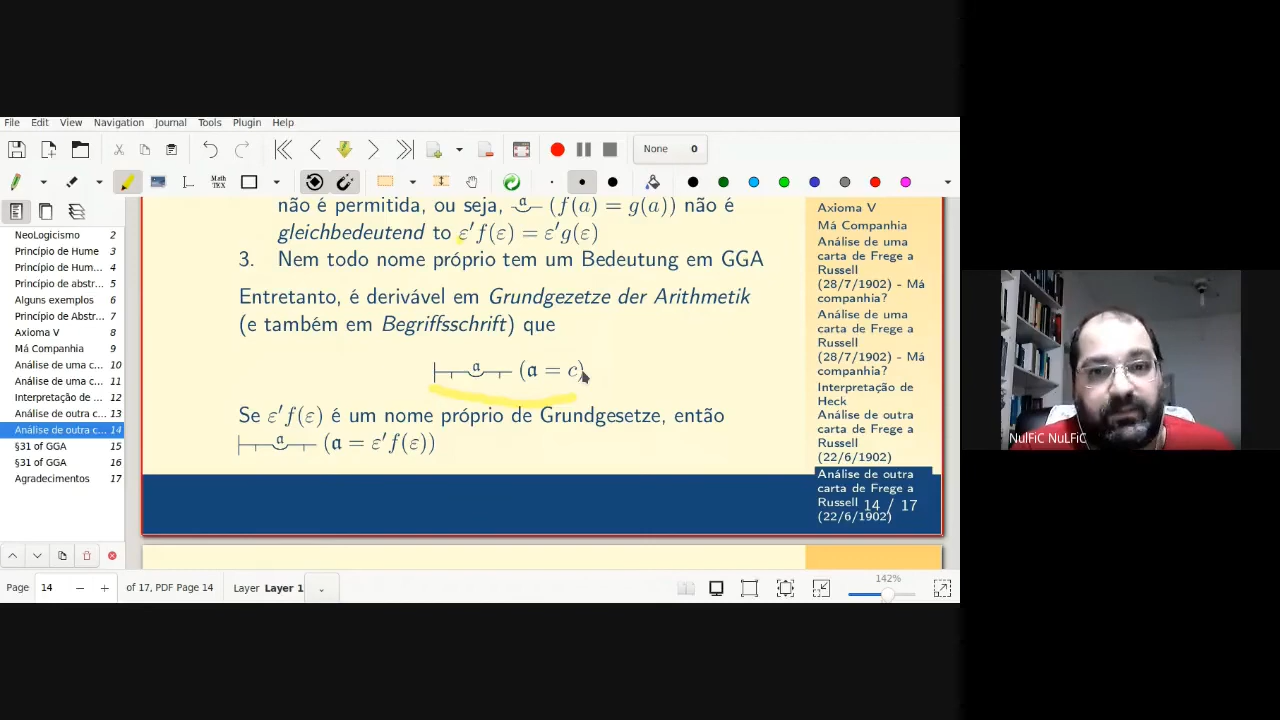 File Edit View Navigation Journal Tools Plugin Help
None 0
Math TEX
NeoLogicismo 2
Princípio de Hume 3
Princípio de Hum... 4
Princípio de abstr... 5
Alguns exemplos 6
Princípio de Abstr... 7
Axioma V 8
Má Companhia 9
Análise de uma c... 10
Análise de uma c... 11
Interpretação de ... 12
Análise de outra c... 13
Análise de outra c... 14
§31 of GGA 15
§31 of GGA 16
Agradecimentos 17
não é permitida, ou seja, 𝔞 (f(a) = g(a)) não é
gleichbedeutend to ε′f(ε) = ε′g(ε)
3. Nem todo nome próprio tem um Bedeutung em GGA
Entretanto, é derivável em Grundgezetze der Arithmetik
(e também em Begriffsschrift) que
𝔞 (𝔞 = c)
Se ε′f(ε) é um nome próprio de Grundgesetze, então
𝔞 (𝔞 = ε′f(ε))
Axioma V
Má Companhia
Análise de uma
carta de Frege a
Russell
(28/7/1902) - Má
companhia?
Análise de uma
carta de Frege a
Russell
(28/7/1902) - Má
companhia?
Interpretação de
Heck
Análise de outra
carta de Frege a
Russell
(22/6/1902)
Análise de outra
carta de Frege a
Russell 14 / 17
(22/6/1902)
Page 14 of 17, PDF Page 14 Layer Layer 1 142%
NulFiC NuLFiC